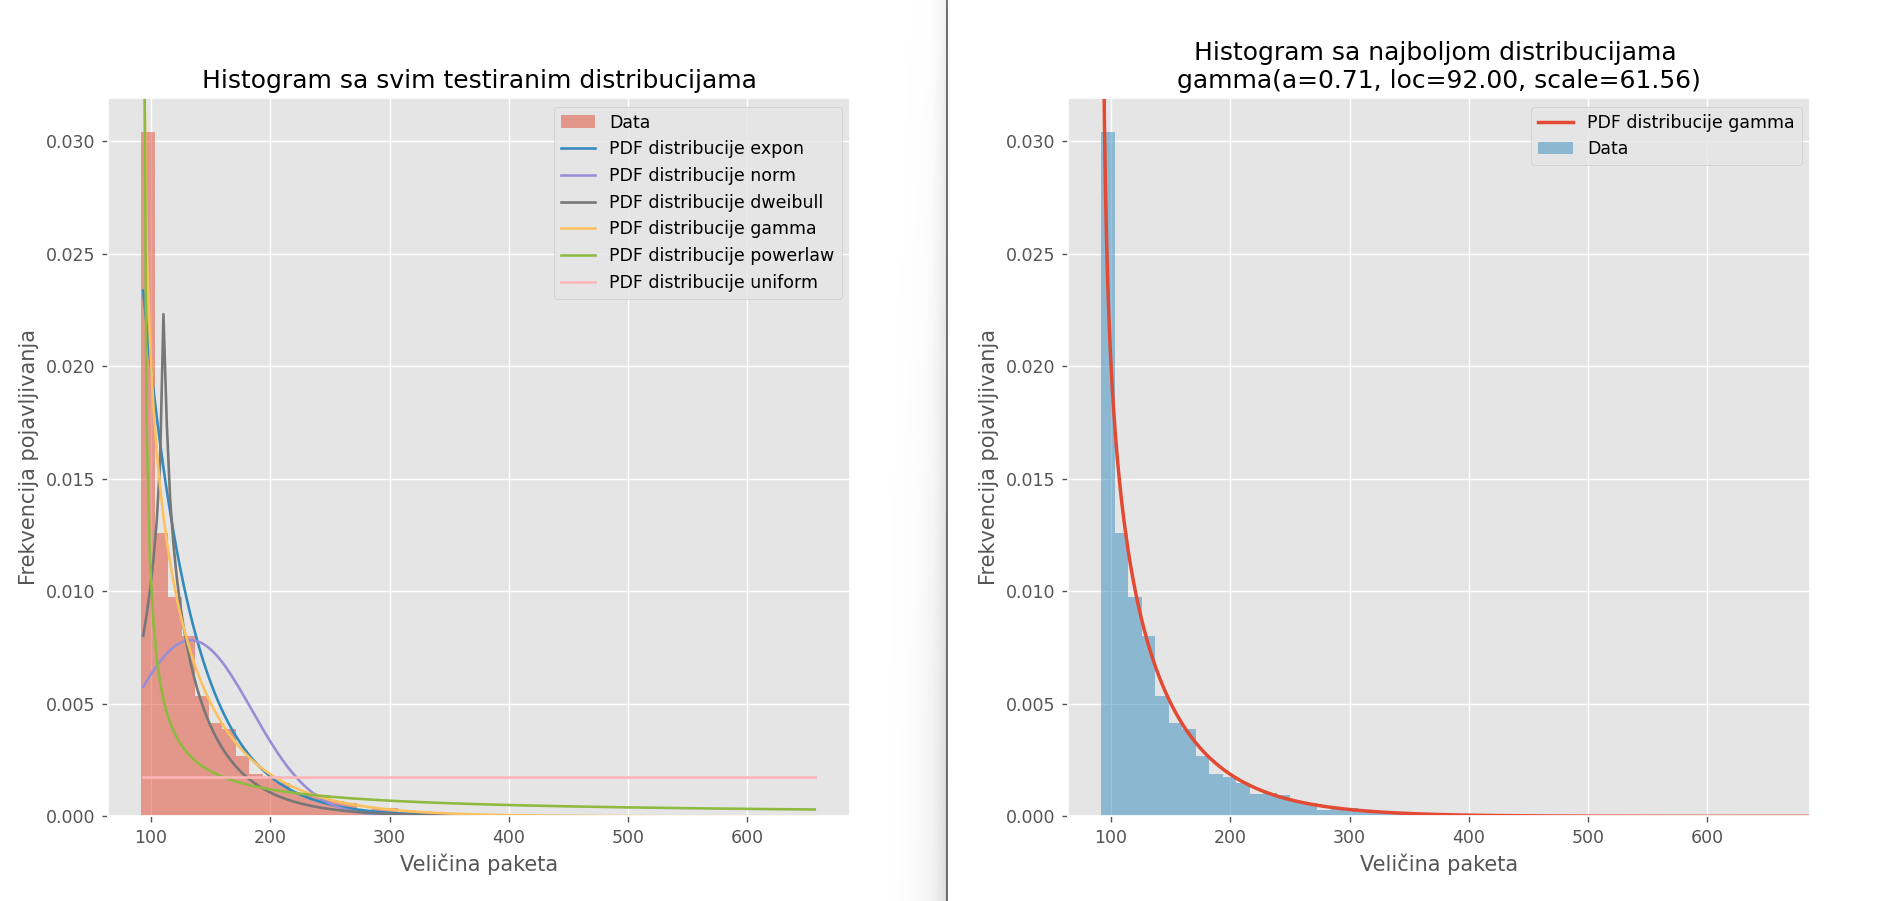 Histogram sa svim testiranim distribucijama
Data
PDF distribucije expon
PDF distribucije norm
PDF distribucije dweibull
PDF distribucije gamma
PDF distribucije powerlaw
PDF distribucije uniform
Frekvencija pojavljivanja
0.030
0.025
0.020
0.015
0.010
0.005
0.000
100 200 300 400 500 600
Veličina paketa
Histogram sa najboljom distribucijama
gamma(a=0.71, loc=92.00, scale=61.56)
PDF distribucije gamma
Data
Frekvencija pojavljivanja
0.030
0.025
0.020
0.015
0.010
0.005
0.000
100 200 300 400 500 600
Veličina paketa